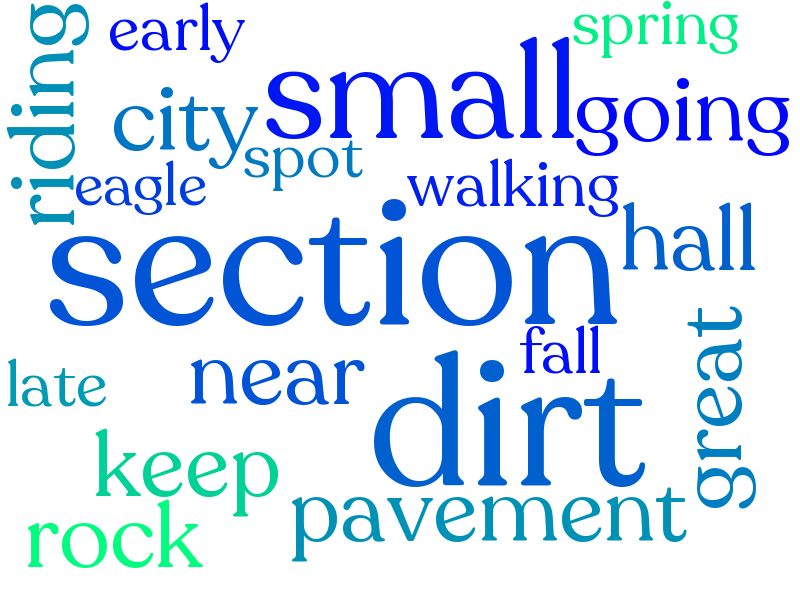 riding
early
spring
small
going
city
spot
eagle
walking
section
hall
fall
near
great
late
dirt
keep
pavement
rock